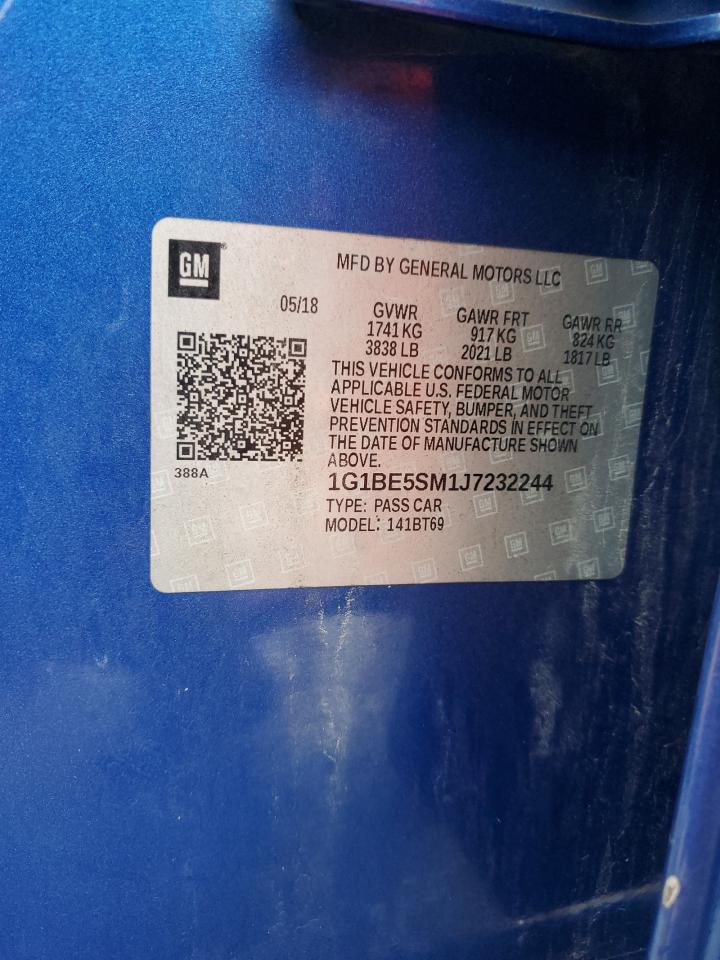 GM
MFD BY GENERAL MOTORS LLC
05/18
GVWR GAWR FRT GAWR RR
1741 KG 917 KG 824 KG
3838 LB 2021 LB 1817 LB
THIS VEHICLE CONFORMS TO ALL
APPLICABLE U.S. FEDERAL MOTOR
VEHICLE SAFETY, BUMPER, AND THEFT
PREVENTION STANDARDS IN EFFECT ON
THE DATE OF MANUFACTURE SHOWN
ABOVE.
388A
1G1BE5SM1J7232244
TYPE: PASS CAR
MODEL: 141BT69